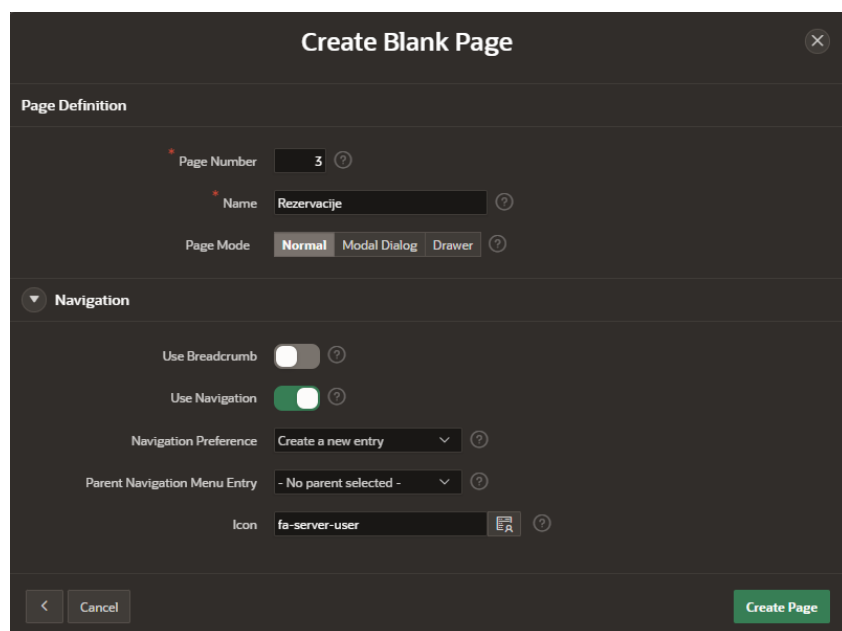 Create Blank Page
Page Definition
* Page Number 3
* Name Rezervacije
Page Mode Normal Modal Dialog Drawer
Navigation
Use Breadcrumb
Use Navigation
Navigation Preference Create a new entry
Parent Navigation Menu Entry - No parent selected -
Icon fa-server-user
Cancel Create Page